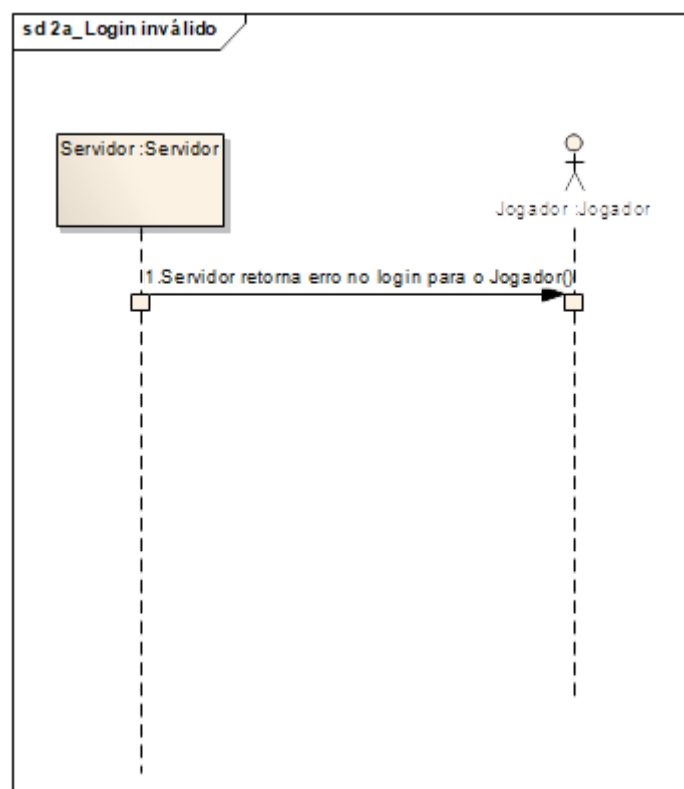 sd 2a_Login inválido
Servidor :Servidor
Jogador :Jogador
1.Servidor retorna erro no login para o Jogador()